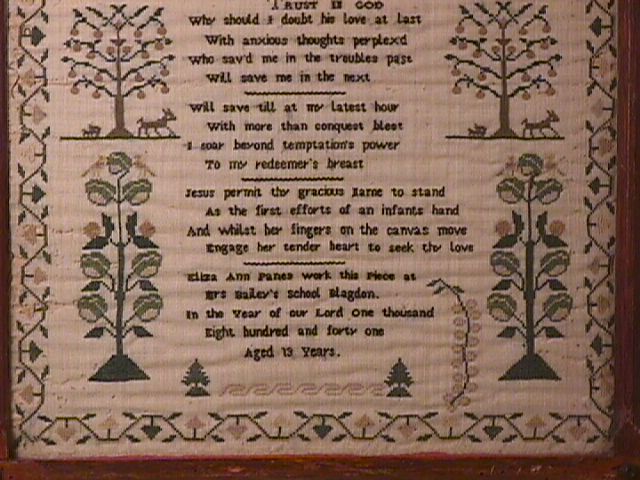 TRUST IN GOD
Why should I doubt his love at last
With anxious thoughts perplex'd
Who sav'd me in the troubles past
Will save me in the next
Will save till at my latest hour
With more than conquest blest
I soar beyond temptation's power
To my redeemer's breast
Jesus permit thy gracious Name to stand
As the first efforts of an infants hand
And whilst her fingers on the canvas move
Engage her tender heart to seek thy love
Eliza Ann Panes work this Piece at
Mrs Bailey's School Blagdon.
In the Year of our Lord One thousand
Eight hundred and forty one
Aged 13 Years.